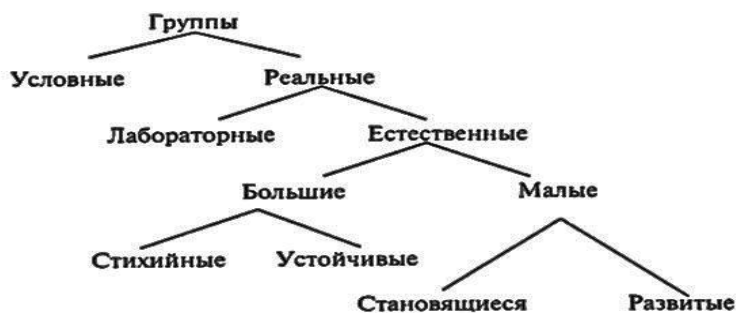 Группы
Условные Реальные
Лабораторные Естественные
Большие Малые
Стихийные Устойчивые
Становящиеся Развитые